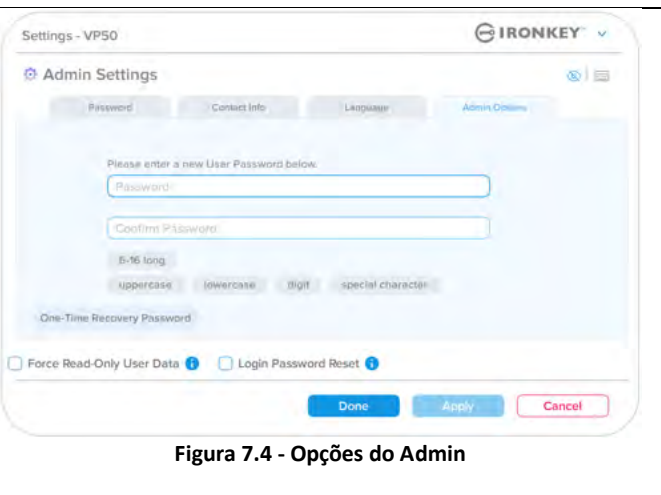 Settings - VP50
IRONKEY
Admin Settings
Password Contact Info Language Admin Options
Please enter a new User Password below.
Password
Confirm Password
6-16 long
uppercase lowercase digit special character
One-Time Recovery Password
Force Read-Only User Data Login Password Reset
Done Apply Cancel
Figura 7.4 - Opções do Admin